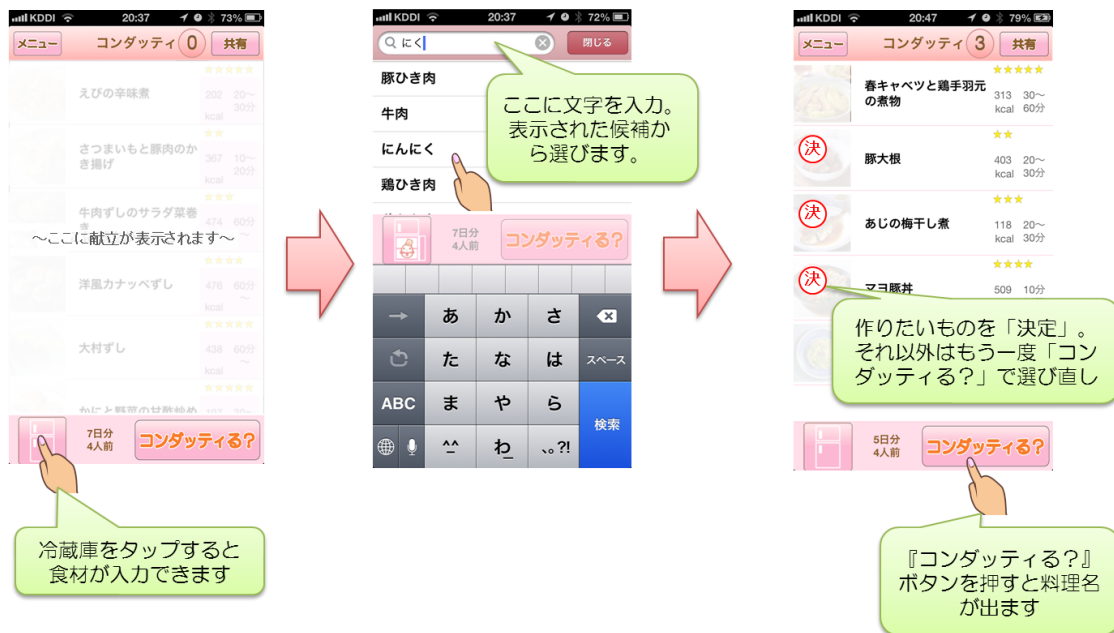 KDDI 20:37 73%
メニュー コンダッティ 0 共有
★★★★★
えびの辛味煮 202 20～
kcal 30分
★★
さつまいもと豚肉のか 367 10～
き揚げ kcal 20分
★★★
牛肉ずしのサラダ菜巻 474 60分
き ～
～ここに献立が表示されます～
★★★★
洋風カナッペずし 476 60分
kcal ～
★★★★★
大村ずし 438 60分
kcal ～
★★★★★
かにと野菜の甘酢炒め
7日分
4人前
コンダッティる?
冷蔵庫をタップすると
食材が入力できます
KDDI 20:37 72%
にく 閉じる
豚ひき肉
牛肉
にんにく
鶏ひき肉
ここに文字を入力。
表示された候補か
ら選びます。
7日分
4人前
コンダッティる?
→ あ か さ
た な は スペース
ABC ま や ら 検索
^^ わ_ 、。?!
KDDI 20:47 79%
メニュー コンダッティ 3 共有
★★★★★
春キャベツと鶏手羽元 313 30～
の煮物 kcal 60分
★★
決 豚大根 403 20～
kcal 30分
★★★
決 あじの梅干し煮 118 20～
kcal 30分
★★★★
決 マヨ豚丼 509 10分
作りたいものを「決定」。
それ以外はもう一度「コン
ダッティる?」で選び直し
5日分
4人前
コンダッティる?
『コンダッティる?』
ボタンを押すと料理名
が出ます